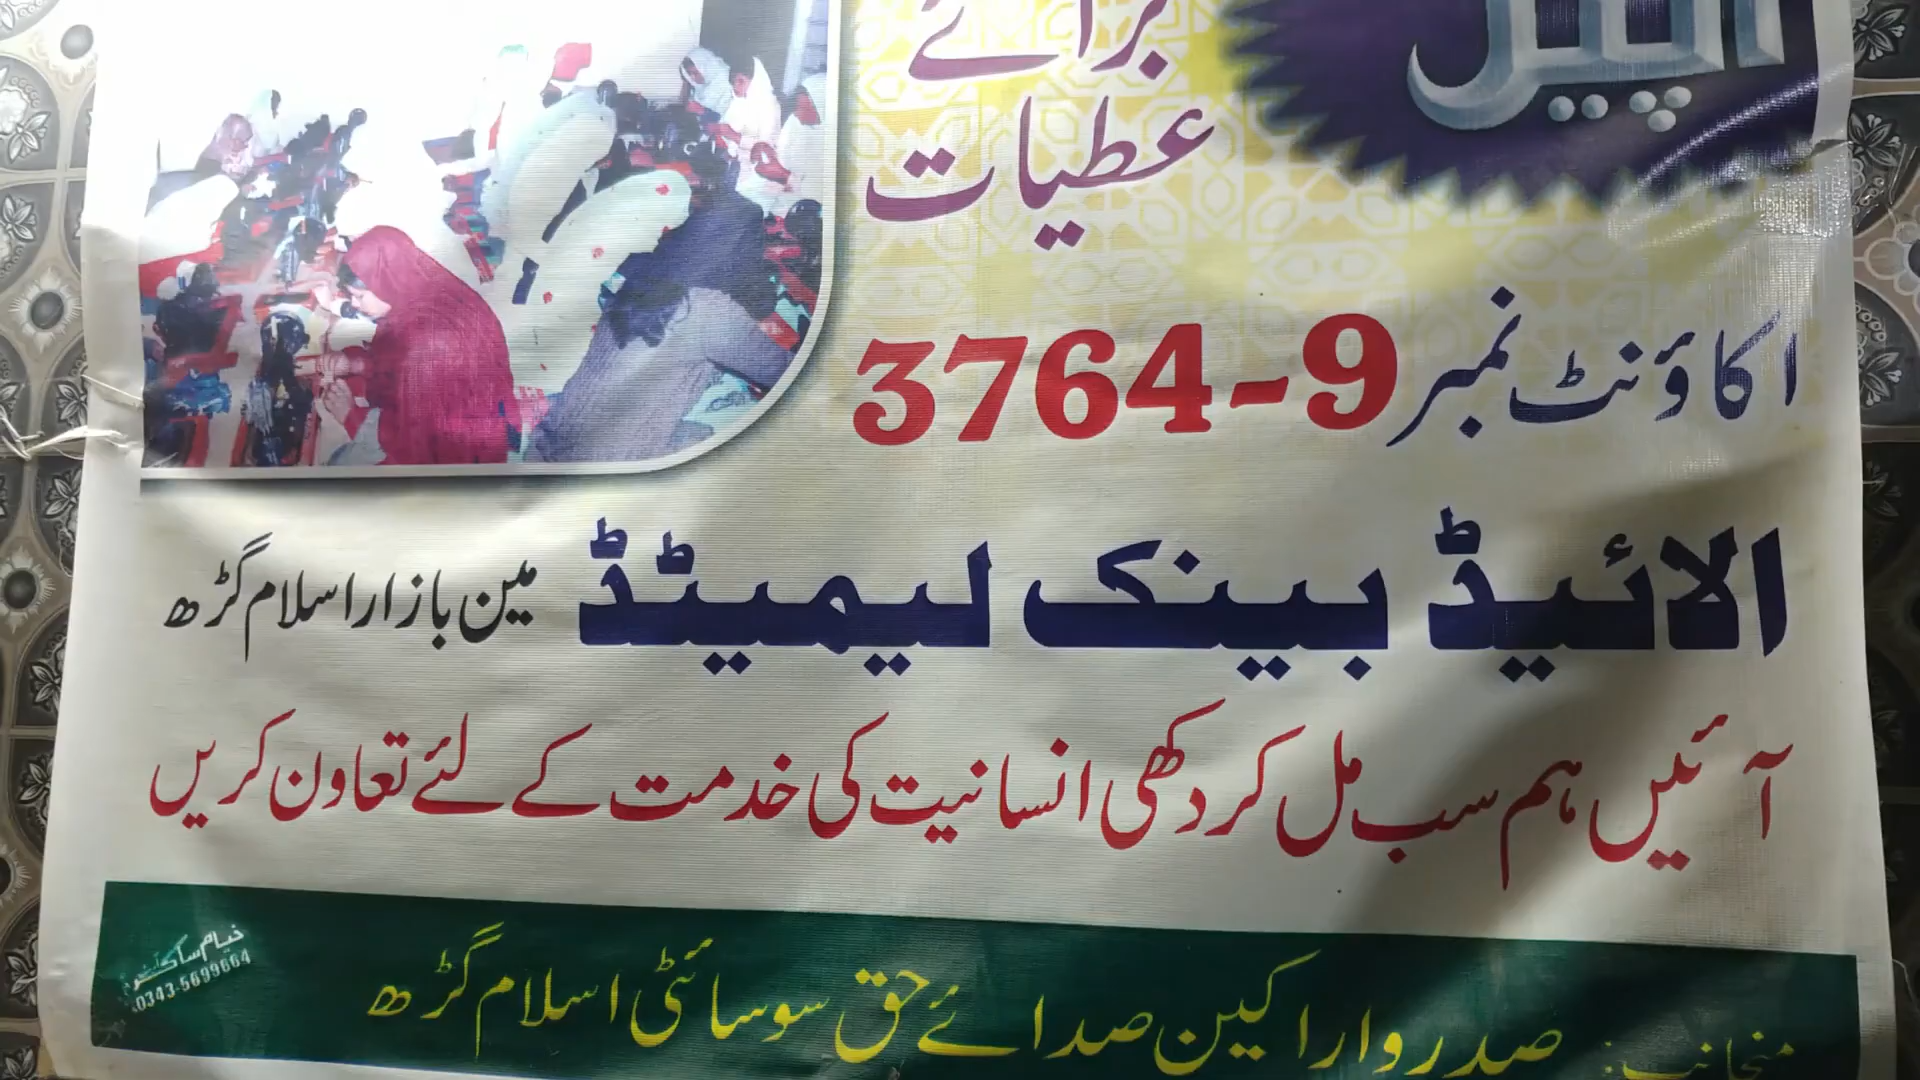 اپیل
برائے
عطیات
اکاؤنٹ نمبر 9-3764
الائیڈ بینک لیمیٹڈ مین بازار اسلام گڑھ
آئیں ہم سب مل کر دکھی انسانیت کی خدمت کے لئے تعاون کریں
منجانب: صدر و اراکین صدائے حق سوسائٹی اسلام گڑھ
خیام
0343-5699664